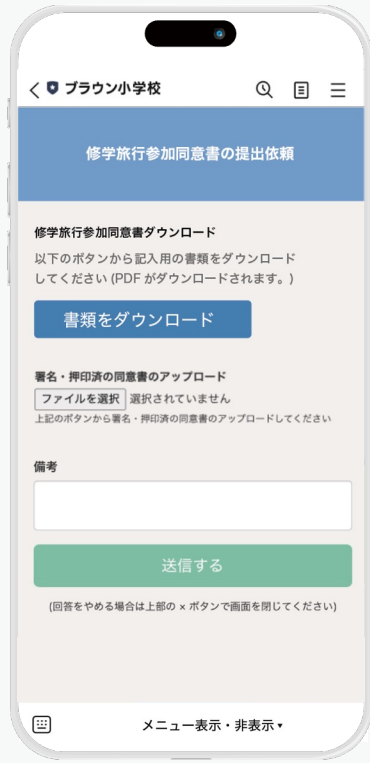 ブラウン小学校
修学旅行参加同意書の提出依頼
修学旅行参加同意書ダウンロード
以下のボタンから記入用の書類をダウンロード
してください (PDF がダウンロードされます。)
書類をダウンロード
署名・押印済の同意書のアップロード
ファイルを選択 選択されていません
上記のボタンから署名・押印済の同意書のアップロードしてください
備考
送信する
(回答をやめる場合は上部の × ボタンで画面を閉じてください)
メニュー表示・非表示▾